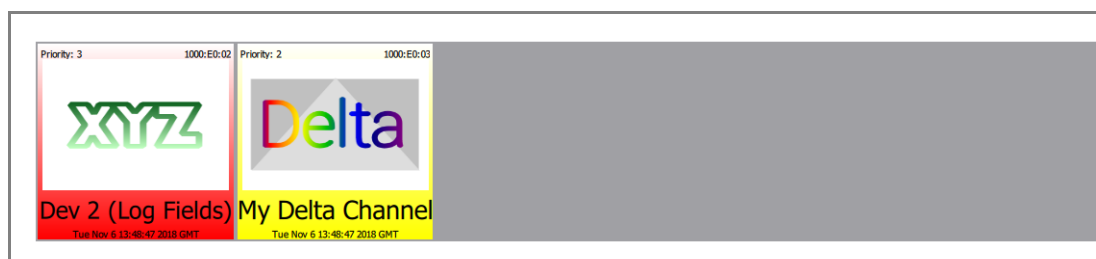 Priority: 3 1000:E0:02
XYZ
Dev 2 (Log Fields)
Tue Nov 6 13:48:47 2018 GMT
Priority: 2 1000:E0:03
Delta
My Delta Channel
Tue Nov 6 13:48:47 2018 GMT